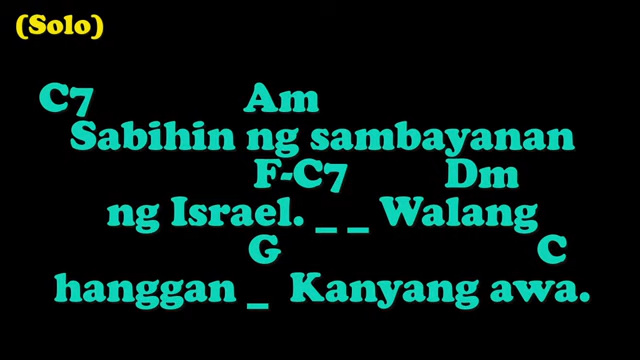 (Solo)
C7 Am
Sabihin ng sambayanan
F-C7 Dm
ng Israel. _ _ Walang
G C
hanggan _ Kanyang awa.